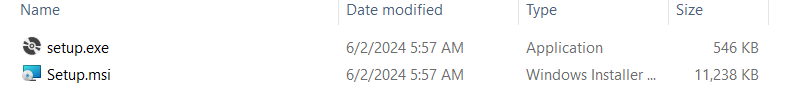 Name Date modified Type Size
setup.exe 6/2/2024 5:57 AM Application 546 KB
Setup.msi 6/2/2024 5:57 AM Windows Installer ... 11,238 KB